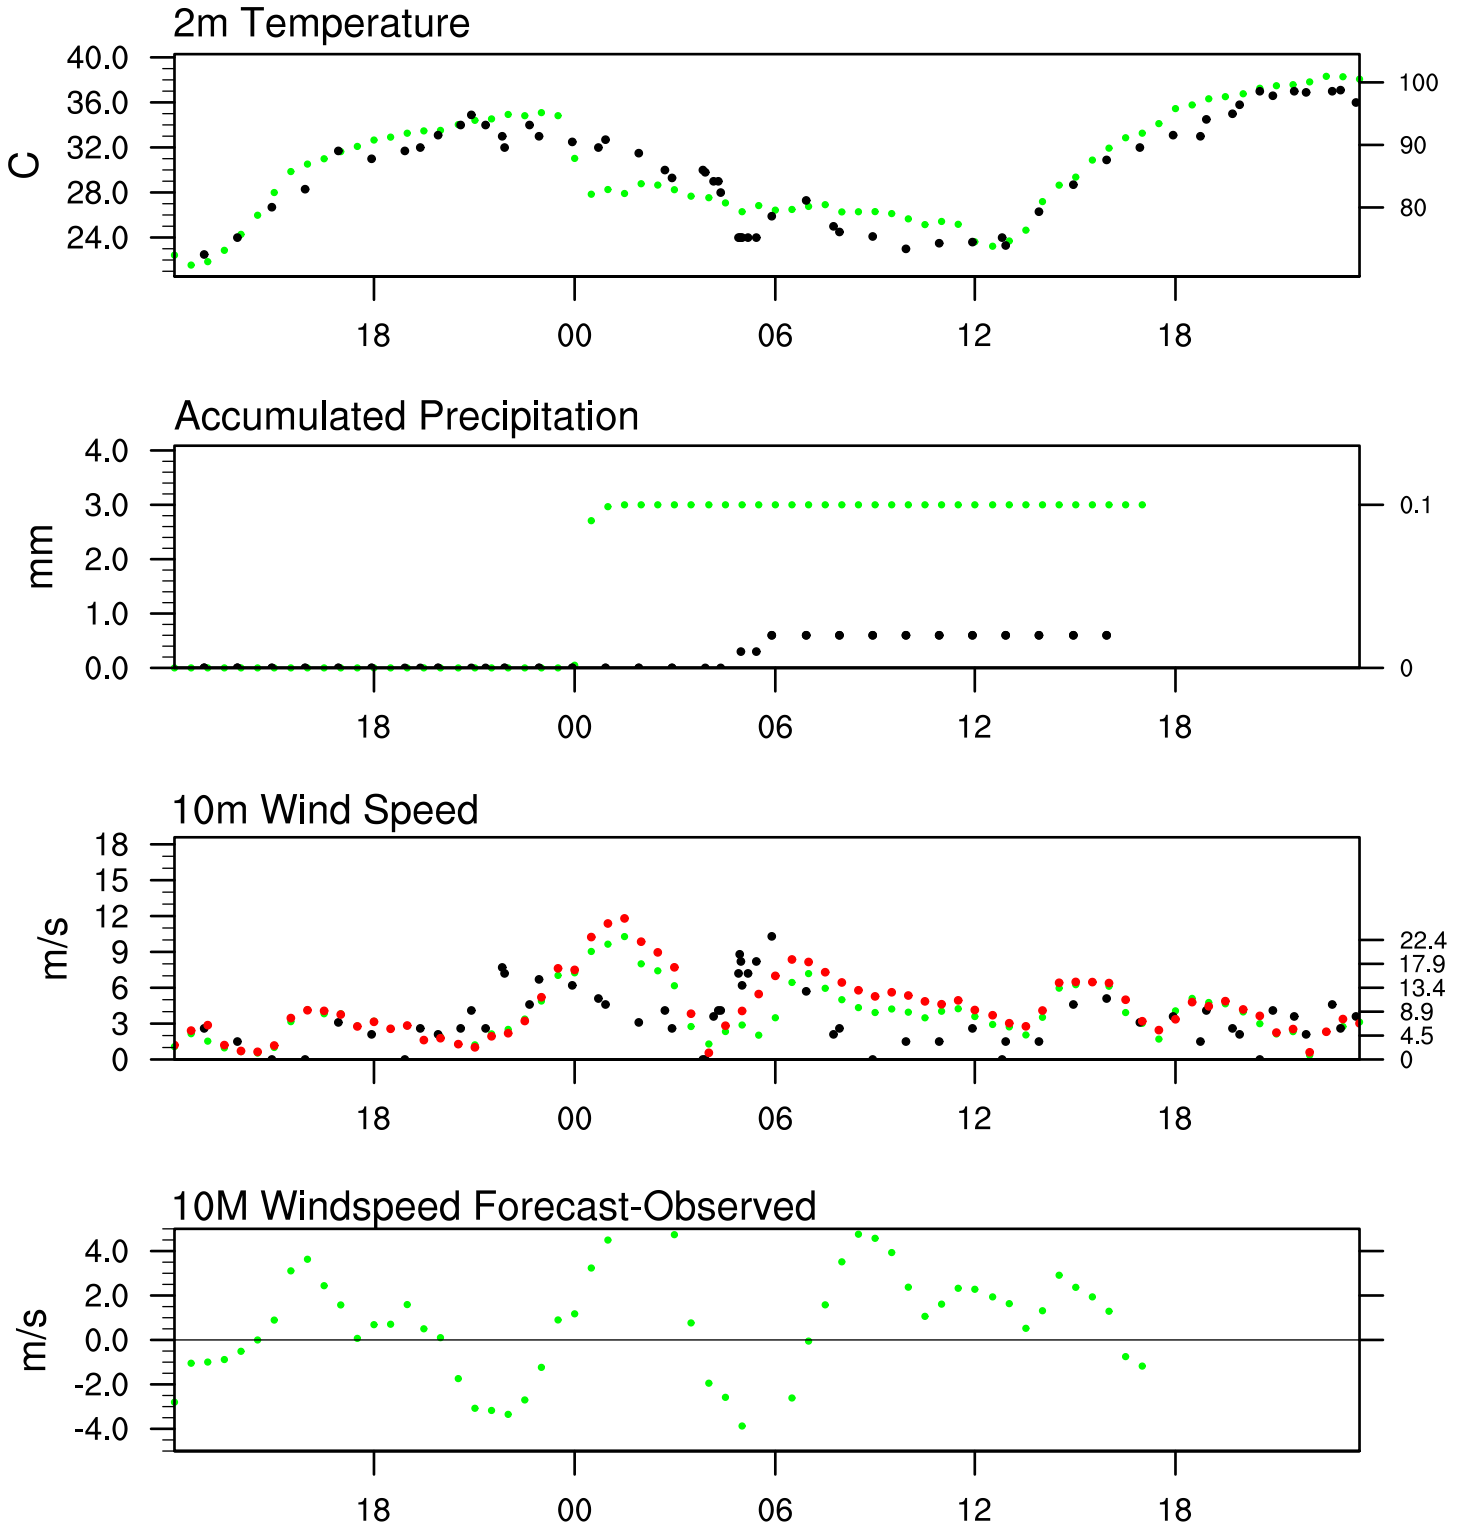 2m Temperature
40.0
36.0
32.0
28.0
24.0
C
100
90
80
18 00 06 12 18
Accumulated Precipitation
4.0
3.0
2.0
1.0
0.0
mm
0.1
0
18 00 06 12 18
10m Wind Speed
18
15
12
9
6
3
0
m/s
22.4
17.9
13.4
8.9
4.5
0
18 00 06 12 18
10M Windspeed Forecast-Observed
4.0
2.0
0.0
-2.0
-4.0
m/s
18 00 06 12 18